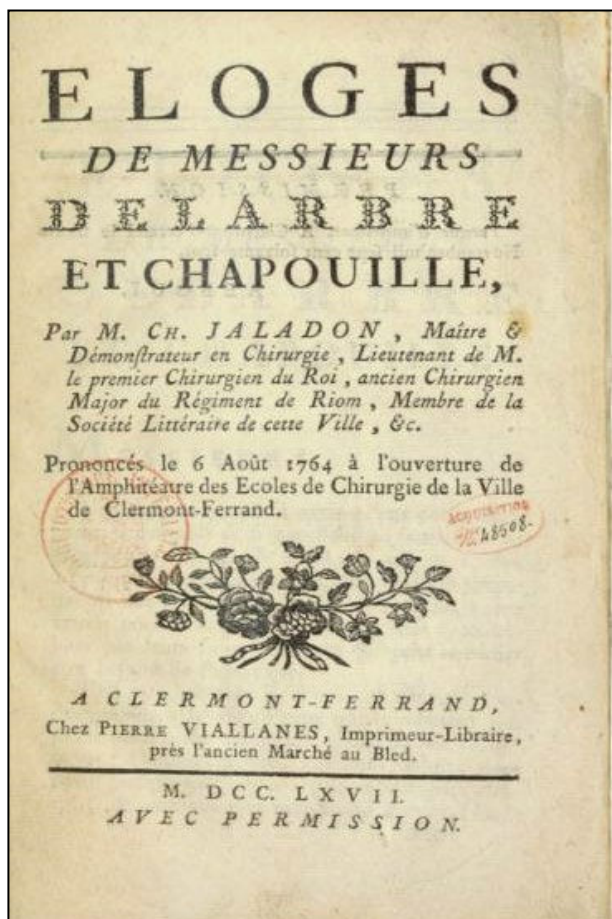 ELOGES
DE MESSIEURS
DELARBRE
ET CHAPOUILLE,
Par M. CH. JALADON, Maître &
Démonſtrateur en Chirurgie, Lieutenant de M.
le premier Chirurgien du Roi, ancien Chirurgien
Major du Régiment de Riom, Membre de la
Société Littéraire de cette Ville, &c.
Prononcés le 6 Août 1764 à l'ouverture de
l'Amphitéatre des Ecoles de Chirurgie de la Ville
de Clermont-Ferrand.
ACQUISITION
48508.
A CLERMONT-FERRAND,
Chez PIERRE VIALLANES, Imprimeur-Libraire,
près l'ancien Marché au Bled.
M. DCC. LXVII.
AVEC PERMISSION.